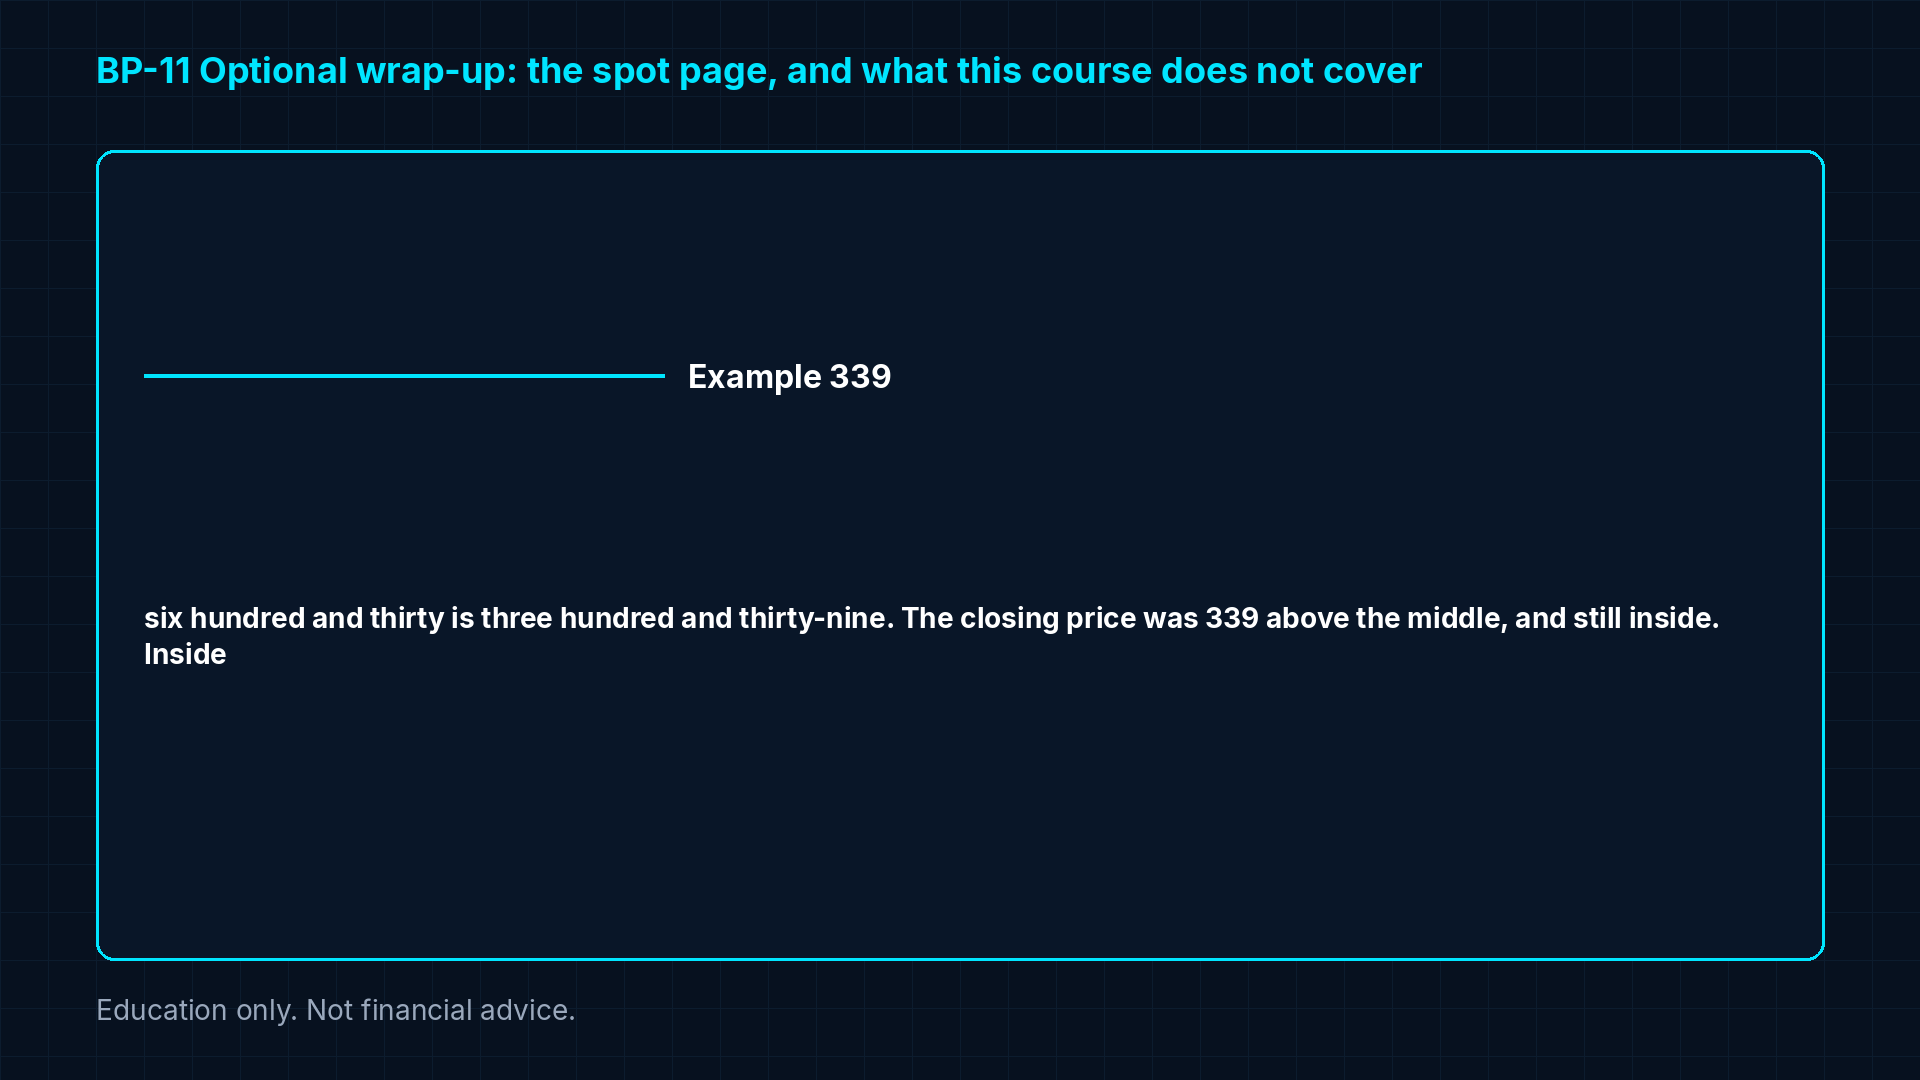 BP-11 Optional wrap-up: the spot page, and what this course does not cover
Example 339
six hundred and thirty is three hundred and thirty-nine. The closing price was 339 above the middle, and still inside.
Inside
Education only. Not financial advice.